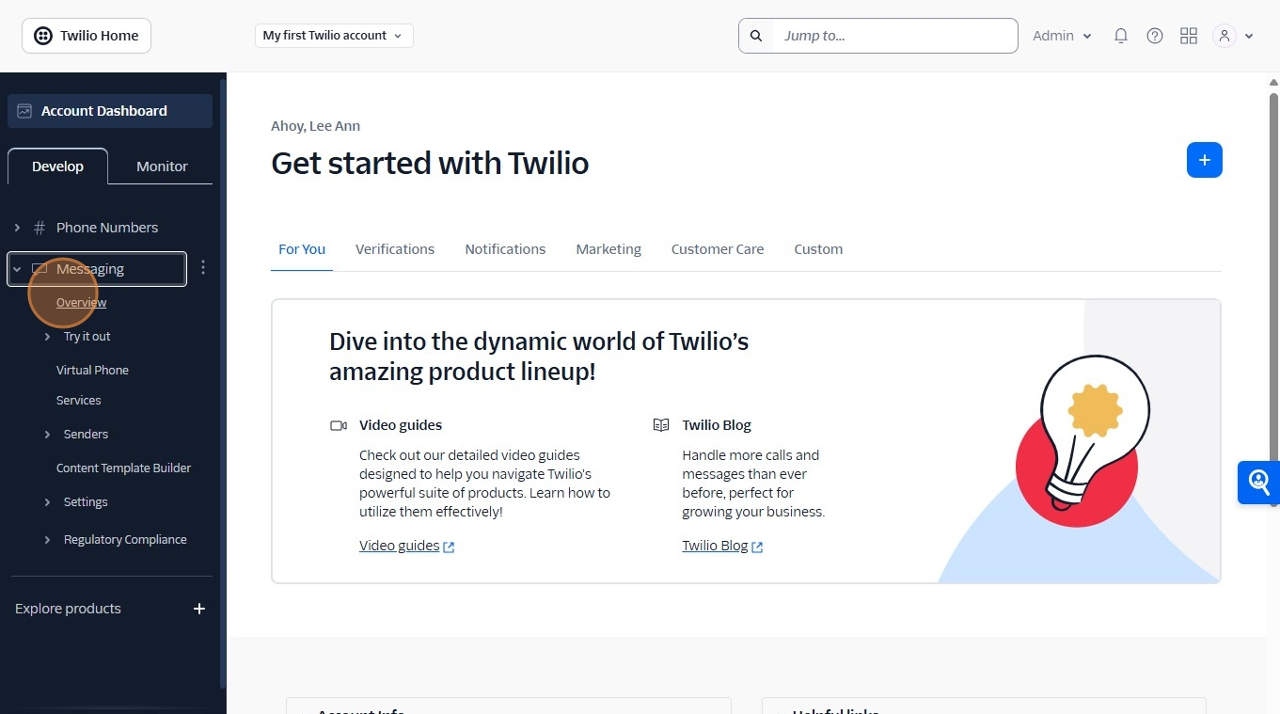 Twilio Home
My first Twilio account
Jump to...
Admin
Account Dashboard
Develop
Monitor
# Phone Numbers
Messaging
Overview
Try it out
Virtual Phone
Services
Senders
Content Template Builder
Settings
Regulatory Compliance
Explore products
+
Ahoy, Lee Ann
Get started with Twilio
+
For You
Verifications
Notifications
Marketing
Customer Care
Custom
Dive into the dynamic world of Twilio’s
amazing product lineup!
Video guides
Check out our detailed video guides
designed to help you navigate Twilio's
powerful suite of products. Learn how to
utilize them effectively!
Video guides
Twilio Blog
Handle more calls and
messages than ever
before, perfect for
growing your business.
Twilio Blog
Account Info
Helpful links